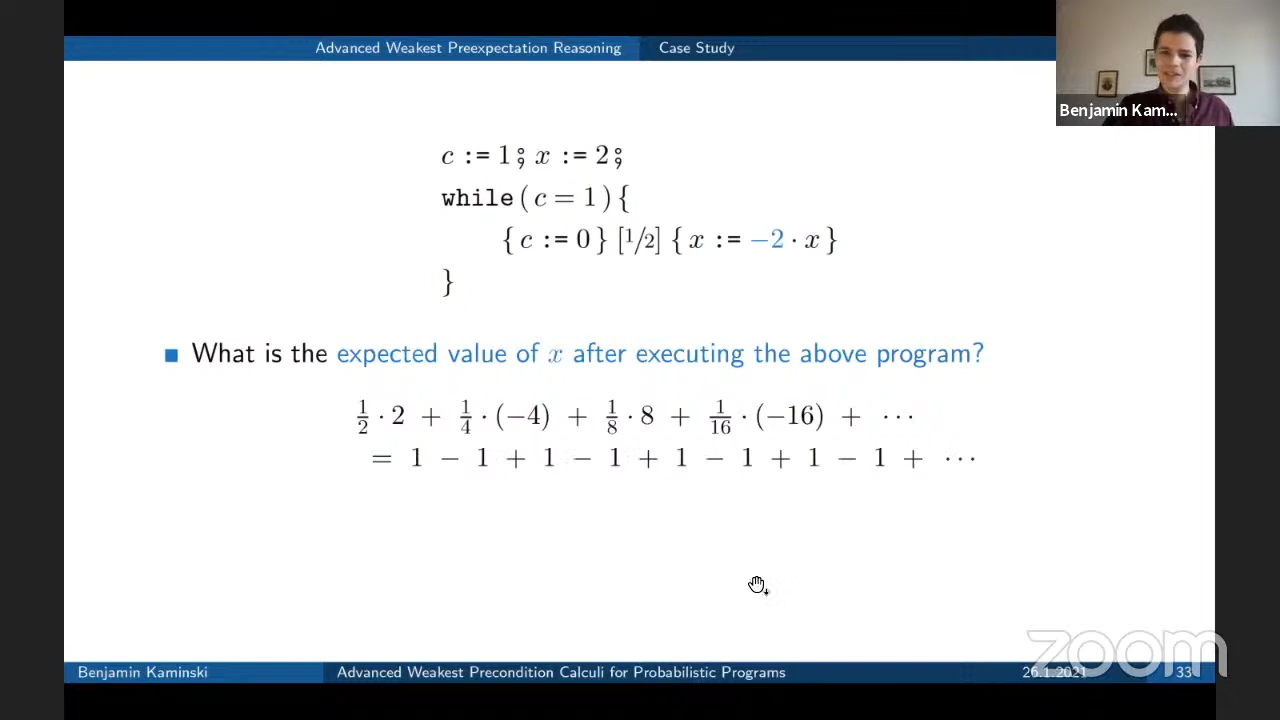 Advanced Weakest Preexpectation Reasoning Case Study
Benjamin Kam...
c := 1; x := 2;
while ( c = 1 ) {
{ c := 0 } [1/2] { x := −2 · x }
}
What is the expected value of x after executing the above program?
1/2 · 2 + 1/4 · (−4) + 1/8 · 8 + 1/16 · (−16) + ···
= 1 − 1 + 1 − 1 + 1 − 1 + 1 − 1 + ···
zoom
Benjamin Kaminski Advanced Weakest Precondition Calculi for Probabilistic Programs 26.1.2021 33